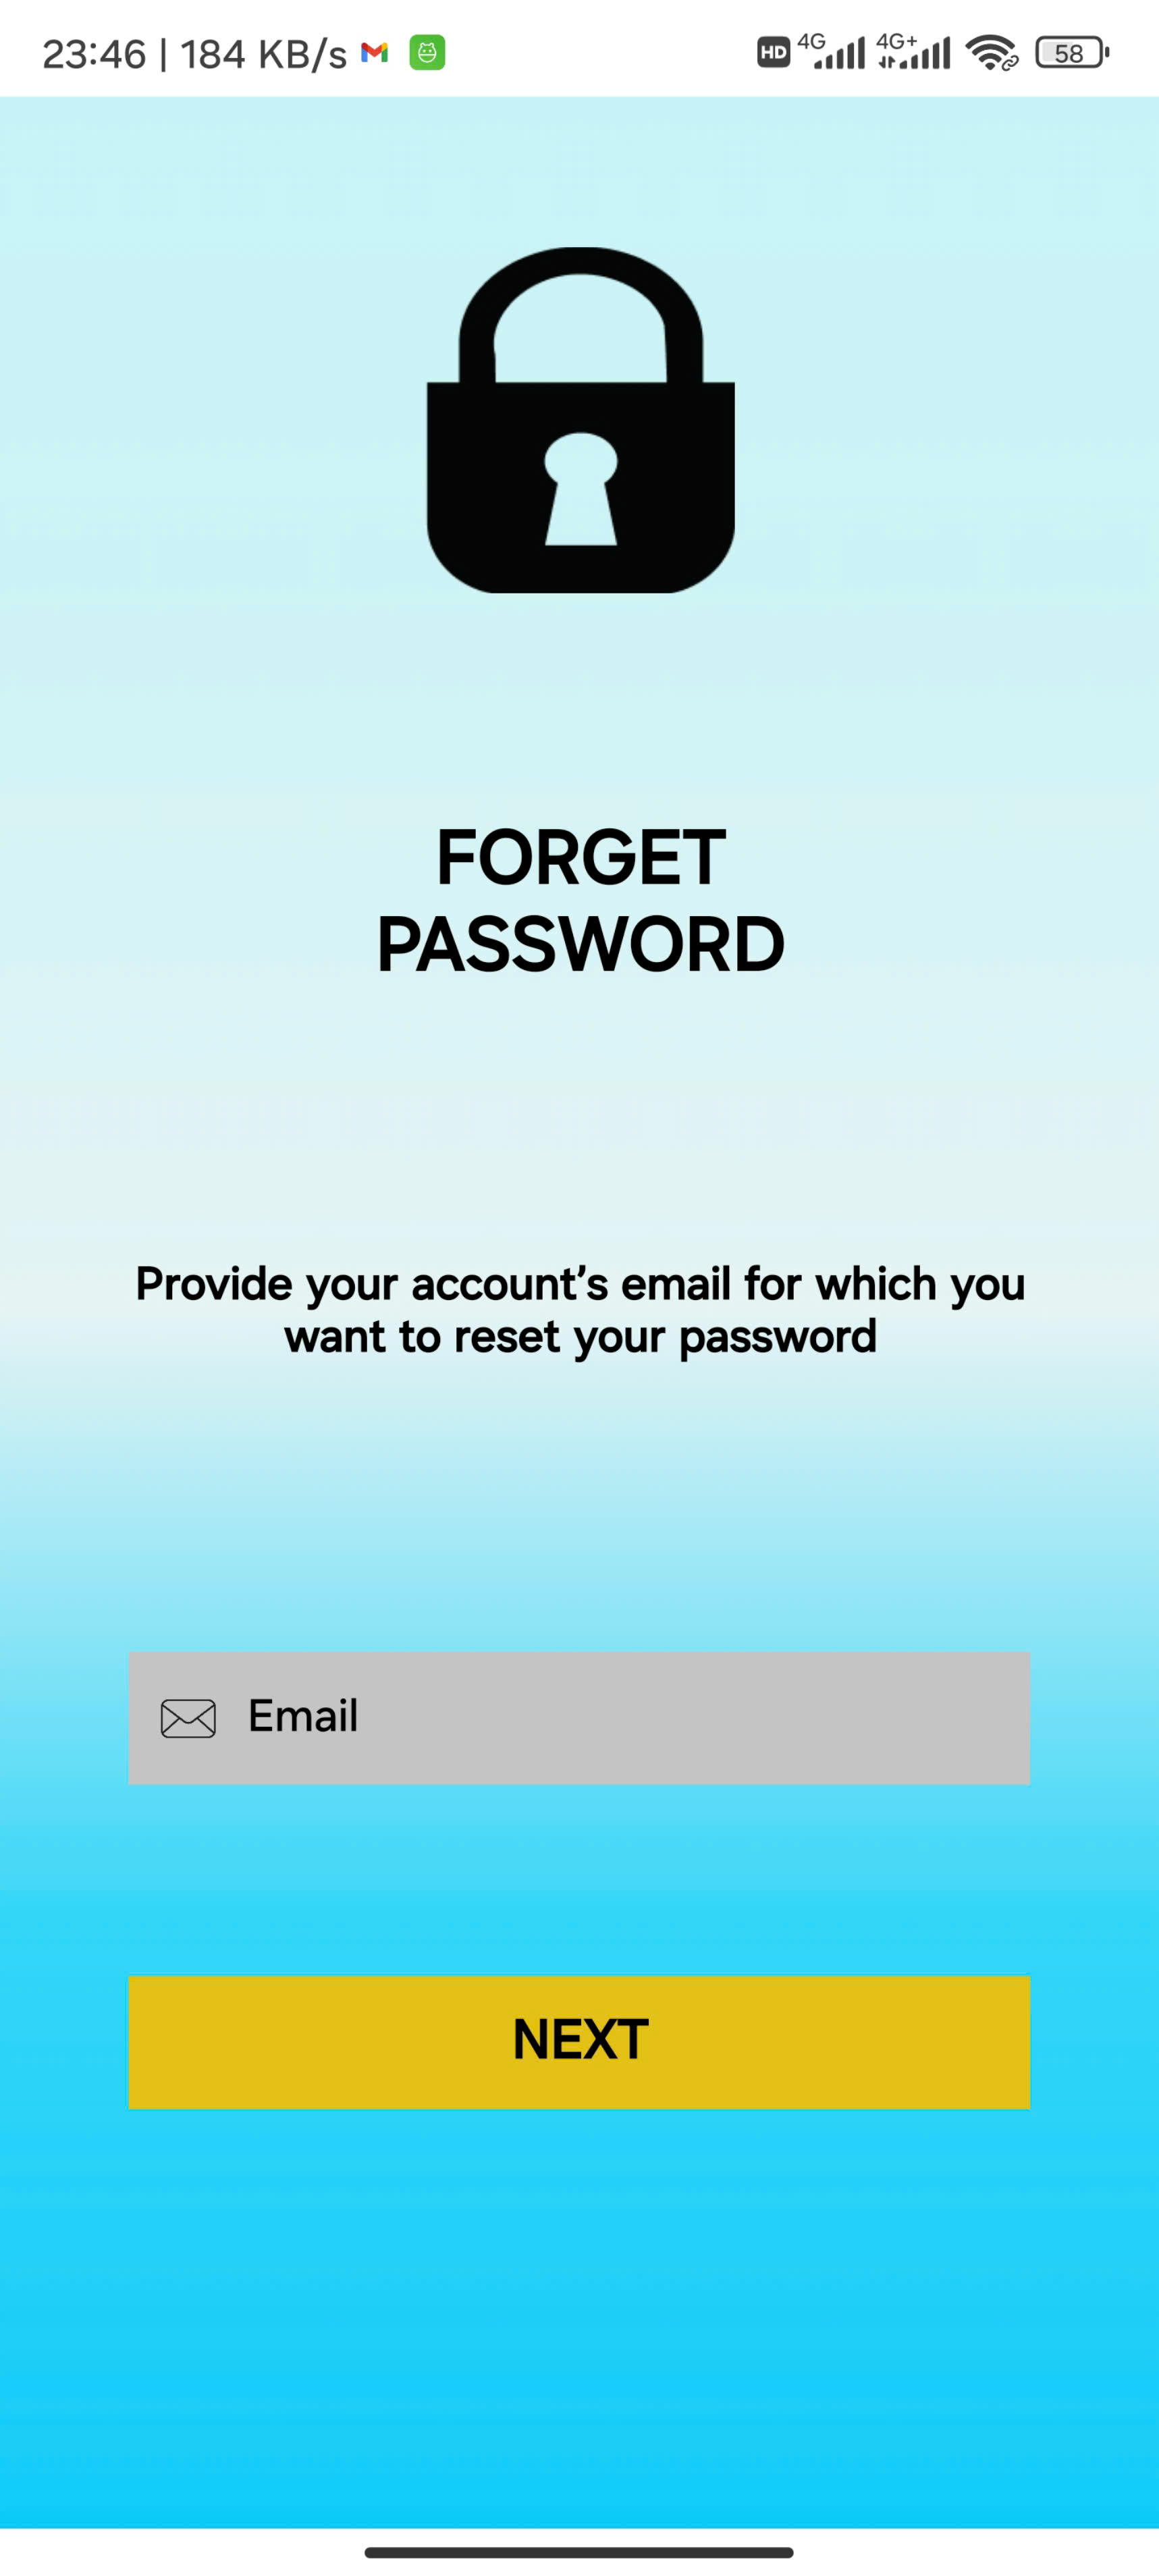 23:46 | 184 KB/s HD 4G 4G+ 58
FORGET
PASSWORD
Provide your account’s email for which you
want to reset your password
Email
NEXT